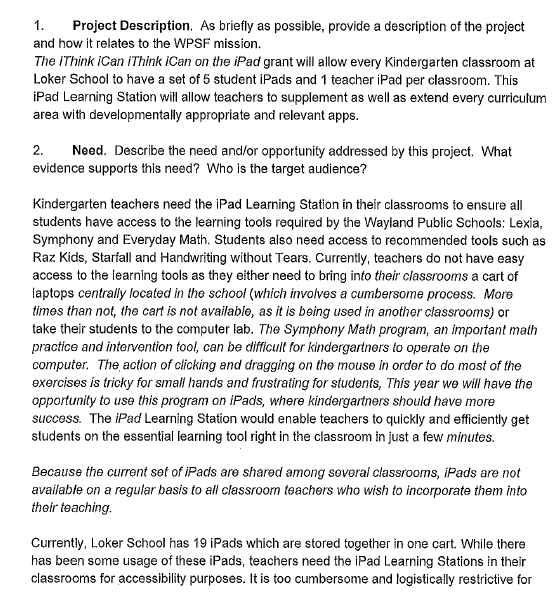 1. Project Description. As briefly as possible, provide a description of the project
and how it relates to the WPSF mission.
The iThink iCan iThink iCan on the iPad grant will allow every Kindergarten classroom at
Loker School to have a set of 5 student iPads and 1 teacher iPad per classroom. This
iPad Learning Station will allow teachers to supplement as well as extend every curriculum
area with developmentally appropriate and relevant apps.
2. Need. Describe the need and/or opportunity addressed by this project. What
evidence supports this need? Who is the target audience?
Kindergarten teachers need the iPad Learning Station in their classrooms to ensure all
students have access to the learning tools required by the Wayland Public Schools: Lexia,
Symphony and Everyday Math. Students also need access to recommended tools such as
Raz Kids, Starfall and Handwriting without Tears. Currently, teachers do not have easy
access to the learning tools as they either need to bring into their classrooms a cart of
laptops centrally located in the school (which involves a cumbersome process. More
times than not, the cart is not available, as it is being used in another classrooms) or
take their students to the computer lab. The Symphony Math program, an important math
practice and intervention tool, can be difficult for kindergartners to operate on the
computer. The action of clicking and dragging on the mouse in order to do most of the
exercises is tricky for small hands and frustrating for students, This year we will have the
opportunity to use this program on iPads, where kindergartners should have more
success. The iPad Learning Station would enable teachers to quickly and efficiently get
students on the essential learning tool right in the classroom in just a few minutes.
Because the current set of iPads are shared among several classrooms, iPads are not
available on a regular basis to all classroom teachers who wish to incorporate them into
their teaching.
Currently, Loker School has 19 iPads which are stored together in one cart. While there
has been some usage of these iPads, teachers need the iPad Learning Stations in their
classrooms for accessibility purposes. It is too cumbersome and logistically restrictive for